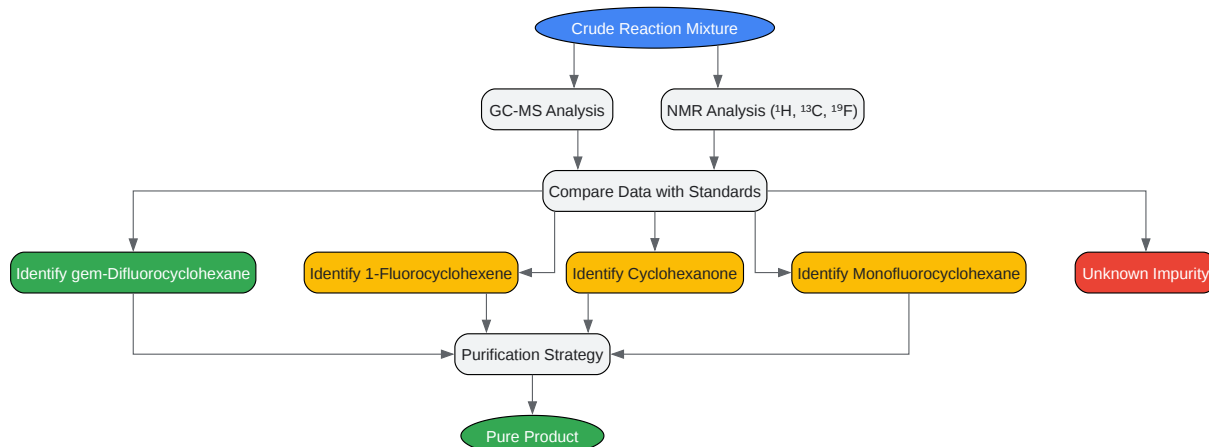 Crude Reaction Mixture
GC-MS Analysis
NMR Analysis (¹H, ¹³C, ¹⁹F)
Compare Data with Standards
Identify gem-Difluorocyclohexane
Identify 1-Fluorocyclohexene
Identify Cyclohexanone
Identify Monofluorocyclohexane
Unknown Impurity
Purification Strategy
Pure Product